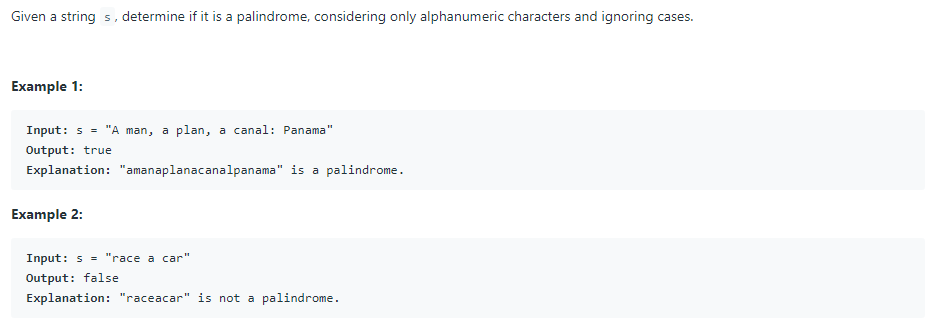 Given a string s, determine if it is a palindrome, considering only alphanumeric characters and ignoring cases.
Example 1:
Input: s = "A man, a plan, a canal: Panama"
Output: true
Explanation: "amanaplanacanalpanama" is a palindrome.
Example 2:
Input: s = "race a car"
Output: false
Explanation: "raceacar" is not a palindrome.